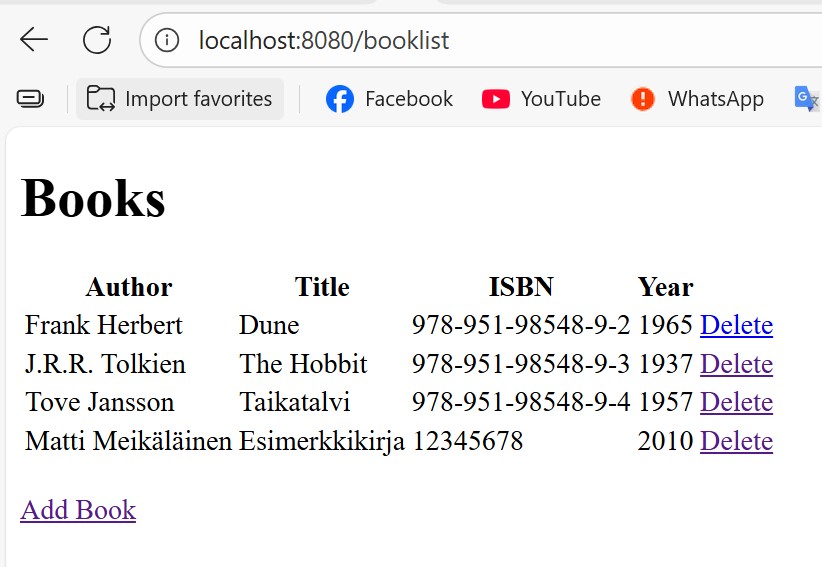 localhost:8080/booklist
Import favorites Facebook YouTube WhatsApp
Books
Author Title ISBN Year
Frank Herbert Dune 978-951-98548-9-2 1965 Delete
J.R.R. Tolkien The Hobbit 978-951-98548-9-3 1937 Delete
Tove Jansson Taikatalvi 978-951-98548-9-4 1957 Delete
Matti Meikäläinen Esimerkkikirja 12345678 2010 Delete
Add Book